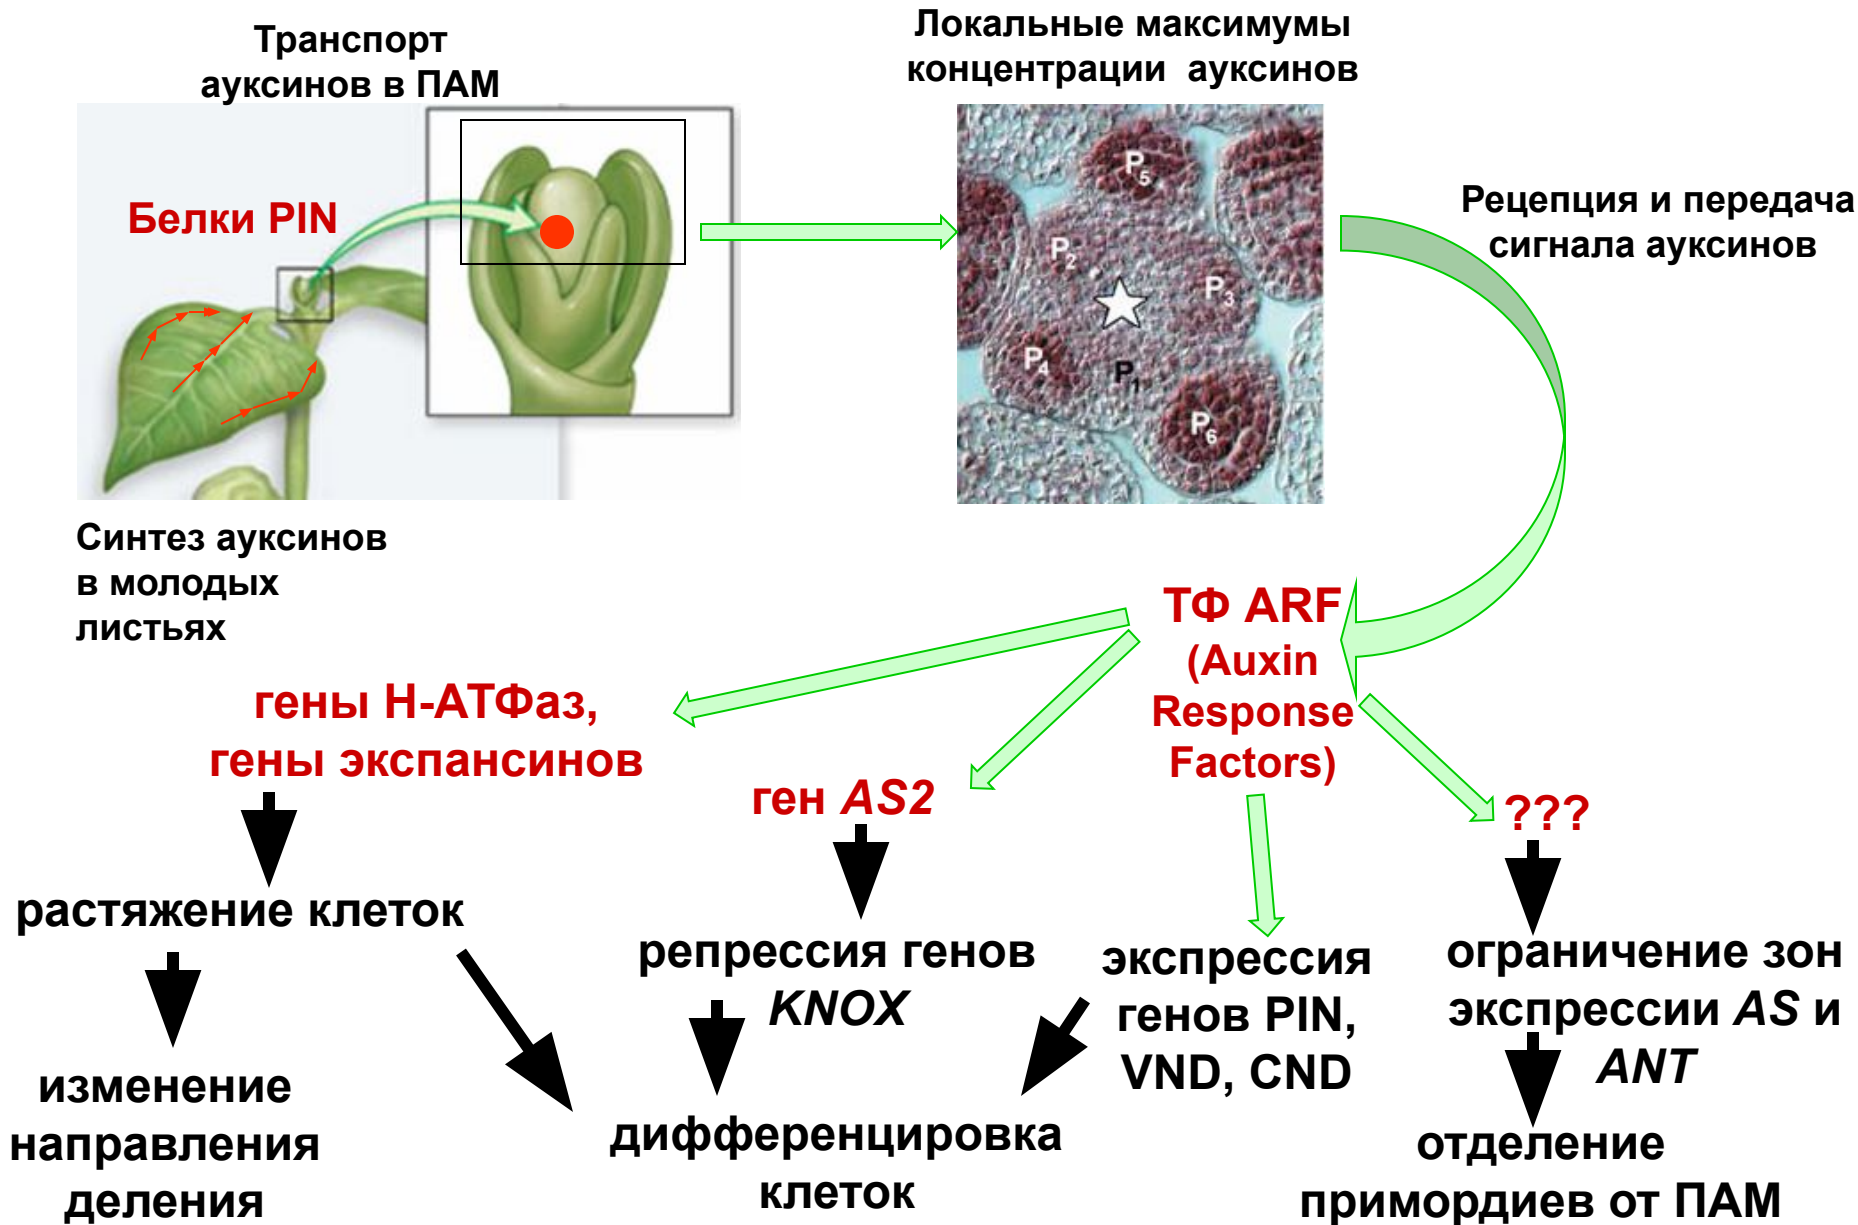 Транспорт
ауксинов в ПАМ
Локальные максимумы
концентрации ауксинов
Белки PIN
P5
P2
P3
P4
P1
P6
Рецепция и передача
сигнала ауксинов
Синтез ауксинов
в молодых
листьях
ТФ ARF
(Auxin
Response
Factors)
гены Н-АТФаз,
гены экспансинов
ген AS2
???
растяжение клеток
репрессия генов
KNOX
экспрессия
генов PIN,
VND, CND
ограничение зон
экспрессии AS и
ANT
изменение
направления
деления
дифференцировка
клеток
отделение
примордиев от ПАМ